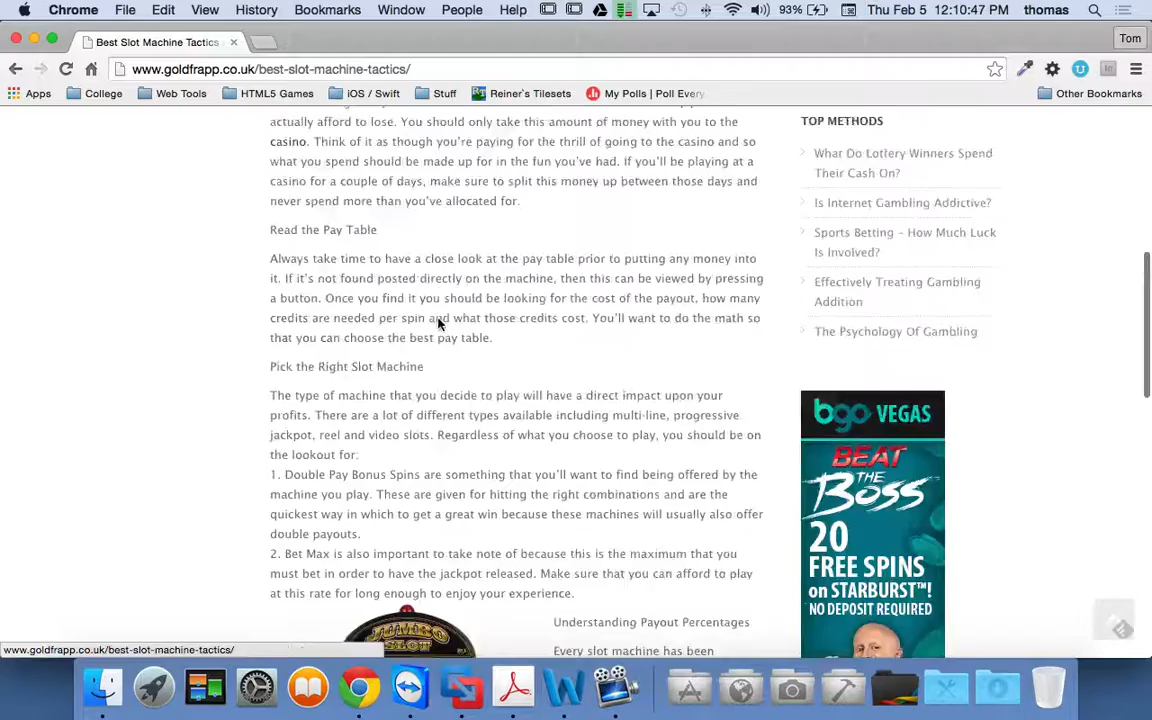 Chrome File Edit View History Bookmarks Window People Help 93% Thu Feb 5 12:10:47 PM thomas
Best Slot Machine Tactics
Tom
www.goldfrapp.co.uk/best-slot-machine-tactics/
Apps College Web Tools HTML5 Games iOS / Swift Stuff Reiner's Tilesets My Polls | Poll Every Other Bookmarks
actually afford to lose. You should only take this amount of money with you to the
casino. Think of it as though you're paying for the thrill of going to the casino and so
what you spend should be made up for in the fun you've had. If you'll be playing at a
casino for a couple of days, make sure to split this money up between those days and
never spend more than you've allocated for.
Read the Pay Table
Always take time to have a close look at the pay table prior to putting any money into
it. If it's not found posted directly on the machine, then this can be viewed by pressing
a button. Once you find it you should be looking for the cost of the payout, how many
credits are needed per spin and what those credits cost. You'll want to do the math so
that you can choose the best pay table.
Pick the Right Slot Machine
The type of machine that you decide to play will have a direct impact upon your
profits. There are a lot of different types available including multi-line, progressive
jackpot, reel and video slots. Regardless of what you choose to play, you should be on
the lookout for:
1. Double Pay Bonus Spins are something that you'll want to find being offered by the
machine you play. These are given for hitting the right combinations and are the
quickest way in which to get a great win because these machines will usually also offer
double payouts.
2. Bet Max is also important to take note of because this is the maximum that you
must bet in order to have the jackpot released. Make sure that you can afford to play
at this rate for long enough to enjoy your experience.
JUMBO
SLOT
Understanding Payout Percentages
Every slot machine has been
TOP METHODS
What Do Lottery Winners Spend
Their Cash On?
Is Internet Gambling Addictive?
Sports Betting – How Much Luck
Is Involved?
Effectively Treating Gambling
Addition
The Psychology Of Gambling
bgo VEGAS
BEAT
THE
BOSS
20
FREE SPINS
on STARBURST™!
NO DEPOSIT REQUIRED
www.goldfrapp.co.uk/best-slot-machine-tactics/